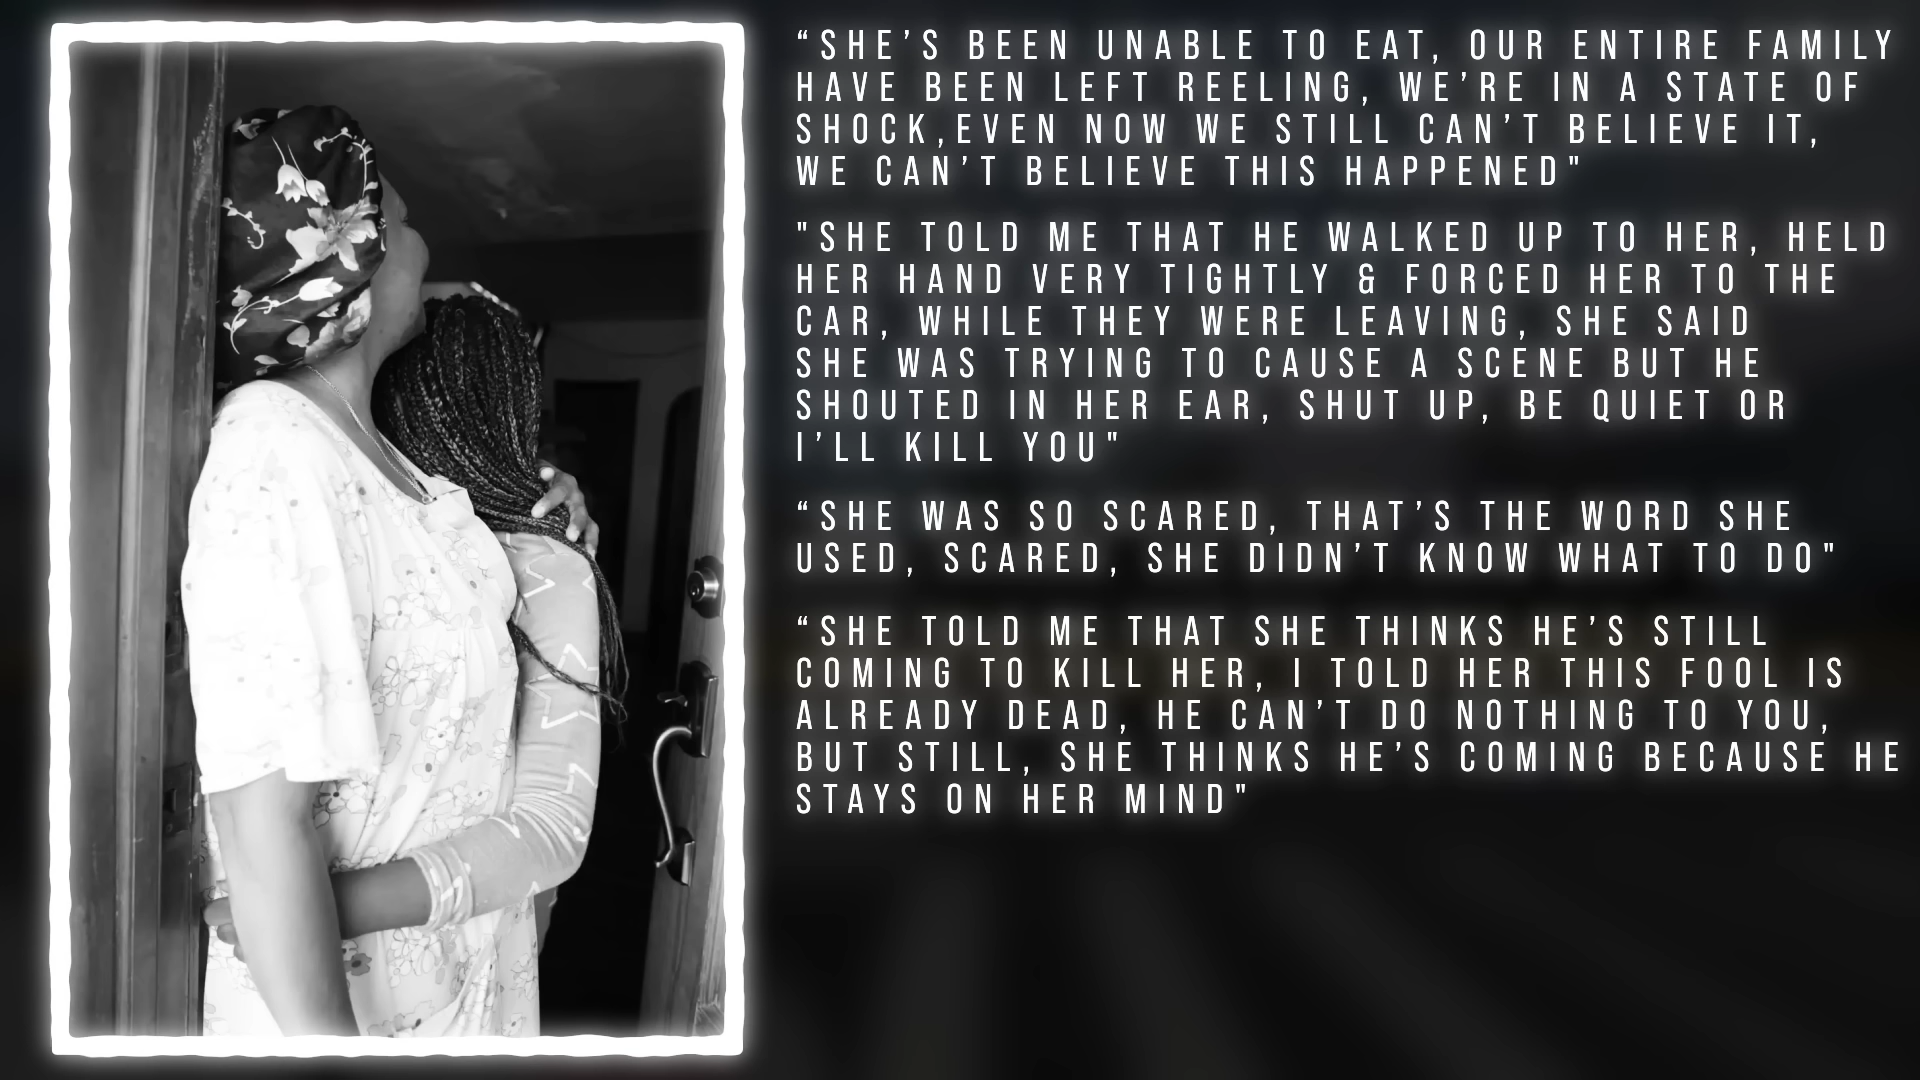 “SHE’S BEEN UNABLE TO EAT, OUR ENTIRE FAMILY
HAVE BEEN LEFT REELING, WE’RE IN A STATE OF
SHOCK,EVEN NOW WE STILL CAN’T BELIEVE IT,
WE CAN’T BELIEVE THIS HAPPENED"
"SHE TOLD ME THAT HE WALKED UP TO HER, HELD
HER HAND VERY TIGHTLY & FORCED HER TO THE
CAR, WHILE THEY WERE LEAVING, SHE SAID
SHE WAS TRYING TO CAUSE A SCENE BUT HE
SHOUTED IN HER EAR, SHUT UP, BE QUIET OR
I’LL KILL YOU"
“SHE WAS SO SCARED, THAT’S THE WORD SHE
USED, SCARED, SHE DIDN’T KNOW WHAT TO DO"
“SHE TOLD ME THAT SHE THINKS HE’S STILL
COMING TO KILL HER, I TOLD HER THIS FOOL IS
ALREADY DEAD, HE CAN’T DO NOTHING TO YOU,
BUT STILL, SHE THINKS HE’S COMING BECAUSE HE
STAYS ON HER MIND"